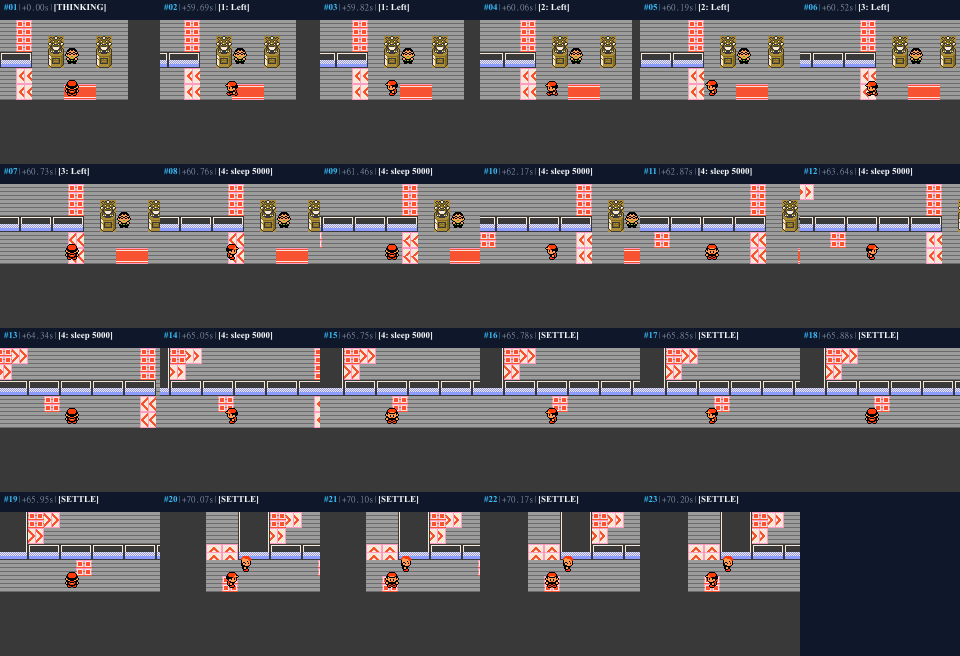 #01 | +0.00s | [THINKING]
#02 | +59.69s | [1: Left]
#03 | +59.82s | [1: Left]
#04 | +60.06s | [2: Left]
#05 | +60.19s | [2: Left]
#06 | +60.52s | [3: Left]
#07 | +60.73s | [3: Left]
#08 | +60.76s | [4: sleep 5000]
#09 | +61.46s | [4: sleep 5000]
#10 | +62.17s | [4: sleep 5000]
#11 | +62.87s | [4: sleep 5000]
#12 | +63.64s | [4: sleep 5000]
#13 | +64.34s | [4: sleep 5000]
#14 | +65.05s | [4: sleep 5000]
#15 | +65.75s | [4: sleep 5000]
#16 | +65.78s | [SETTLE]
#17 | +65.85s | [SETTLE]
#18 | +65.88s | [SETTLE]
#19 | +65.95s | [SETTLE]
#20 | +70.07s | [SETTLE]
#21 | +70.10s | [SETTLE]
#22 | +70.17s | [SETTLE]
#23 | +70.20s | [SETTLE]